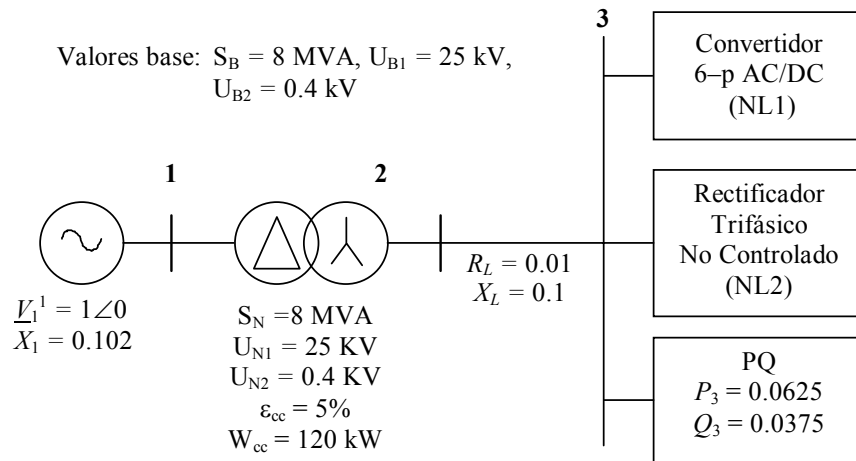 Valores base: S_B = 8 MVA, U_B1 = 25 kV,
U_B2 = 0.4 kV
3
Convertidor
6–p AC/DC
(NL1)
1
2
Rectificador
Trifásico
No Controlado
(NL2)
R_L = 0.01
X_L = 0.1
V_1^1 = 1∠0
X_1 = 0.102
S_N =8 MVA
U_N1 = 25 KV
U_N2 = 0.4 KV
ε_cc = 5%
W_cc = 120 kW
PQ
P_3 = 0.0625
Q_3 = 0.0375